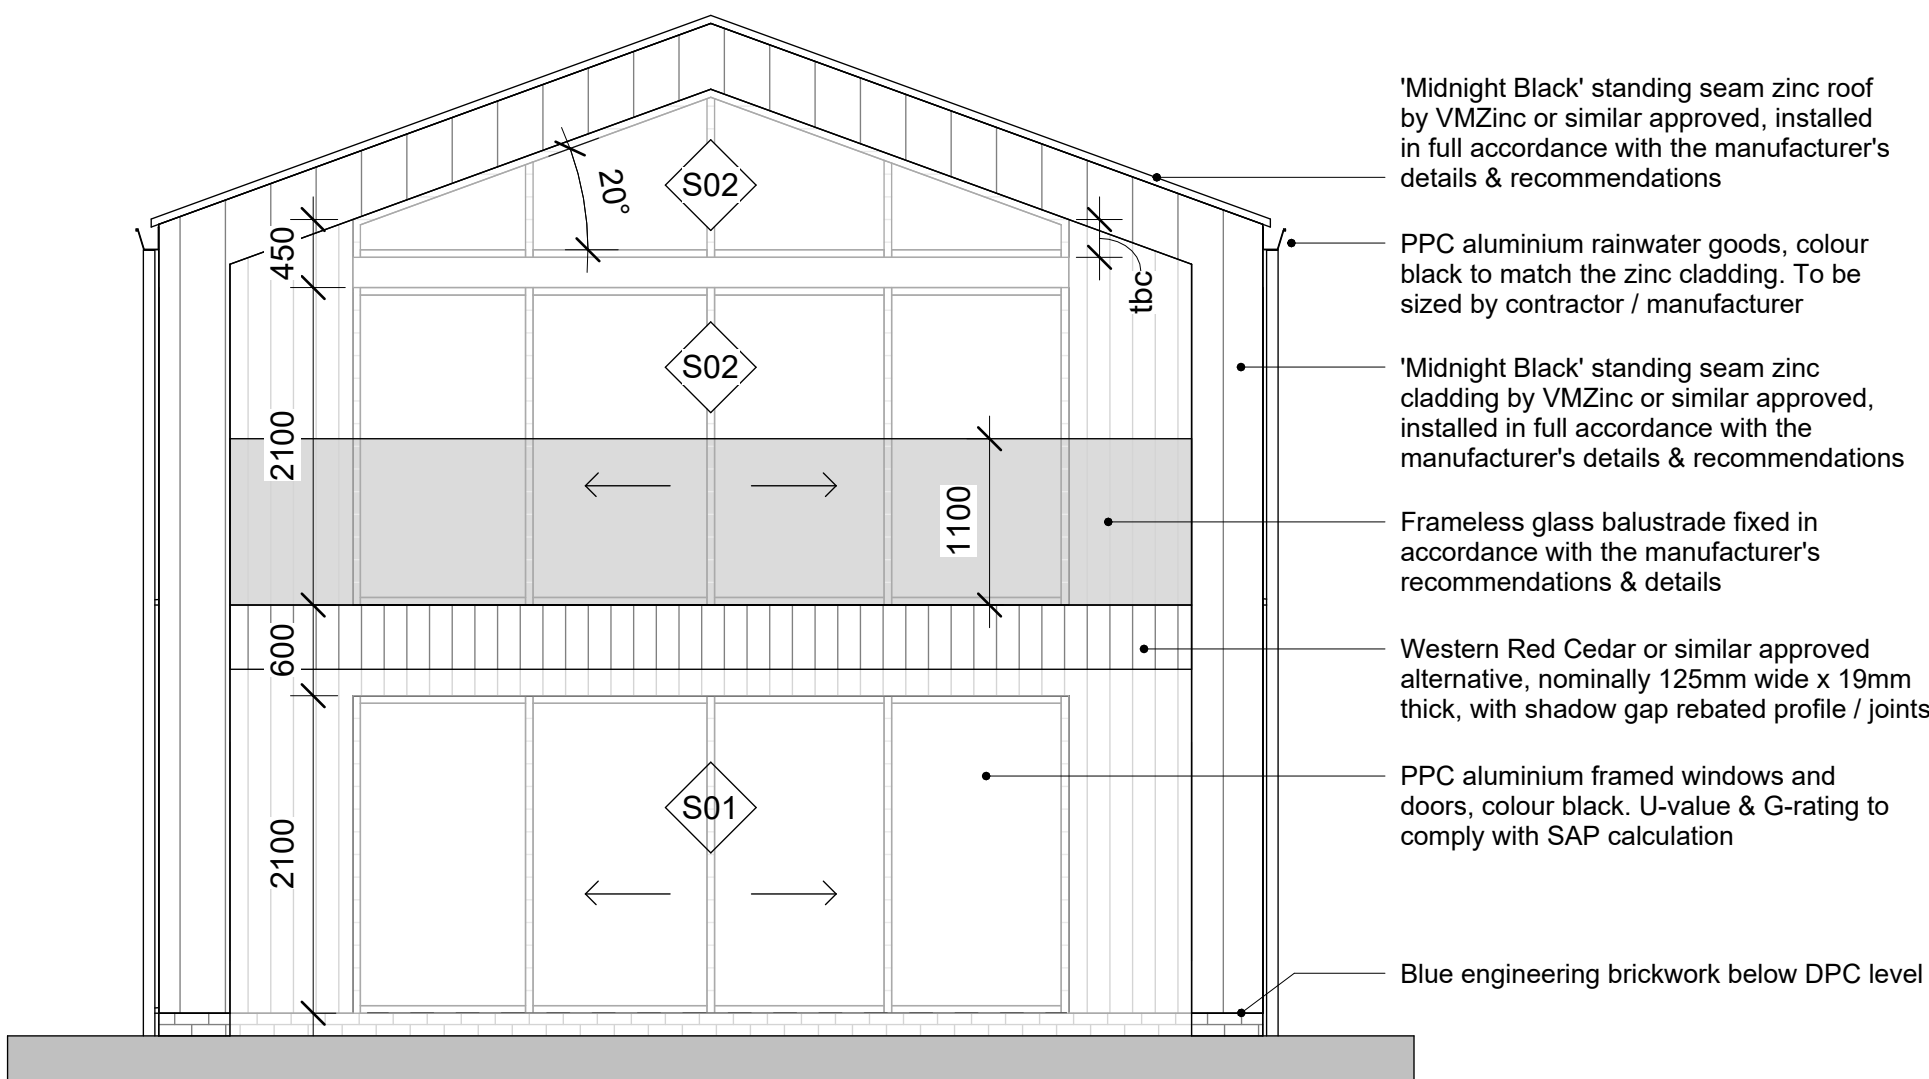 'Midnight Black' standing seam zinc roof
by VMZinc or similar approved, installed
in full accordance with the manufacturer's
details & recommendations
PPC aluminium rainwater goods, colour
black to match the zinc cladding. To be
sized by contractor / manufacturer
'Midnight Black' standing seam zinc
cladding by VMZinc or similar approved,
installed in full accordance with the
manufacturer's details & recommendations
Frameless glass balustrade fixed in
accordance with the manufacturer's
recommendations & details
Western Red Cedar or similar approved
alternative, nominally 125mm wide x 19mm
thick, with shadow gap rebated profile / joints
PPC aluminium framed windows and
doors, colour black. U-value & G-rating to
comply with SAP calculation
Blue engineering brickwork below DPC level
S02
20°
450
tbc
S02
2100
1100
600
S01
2100